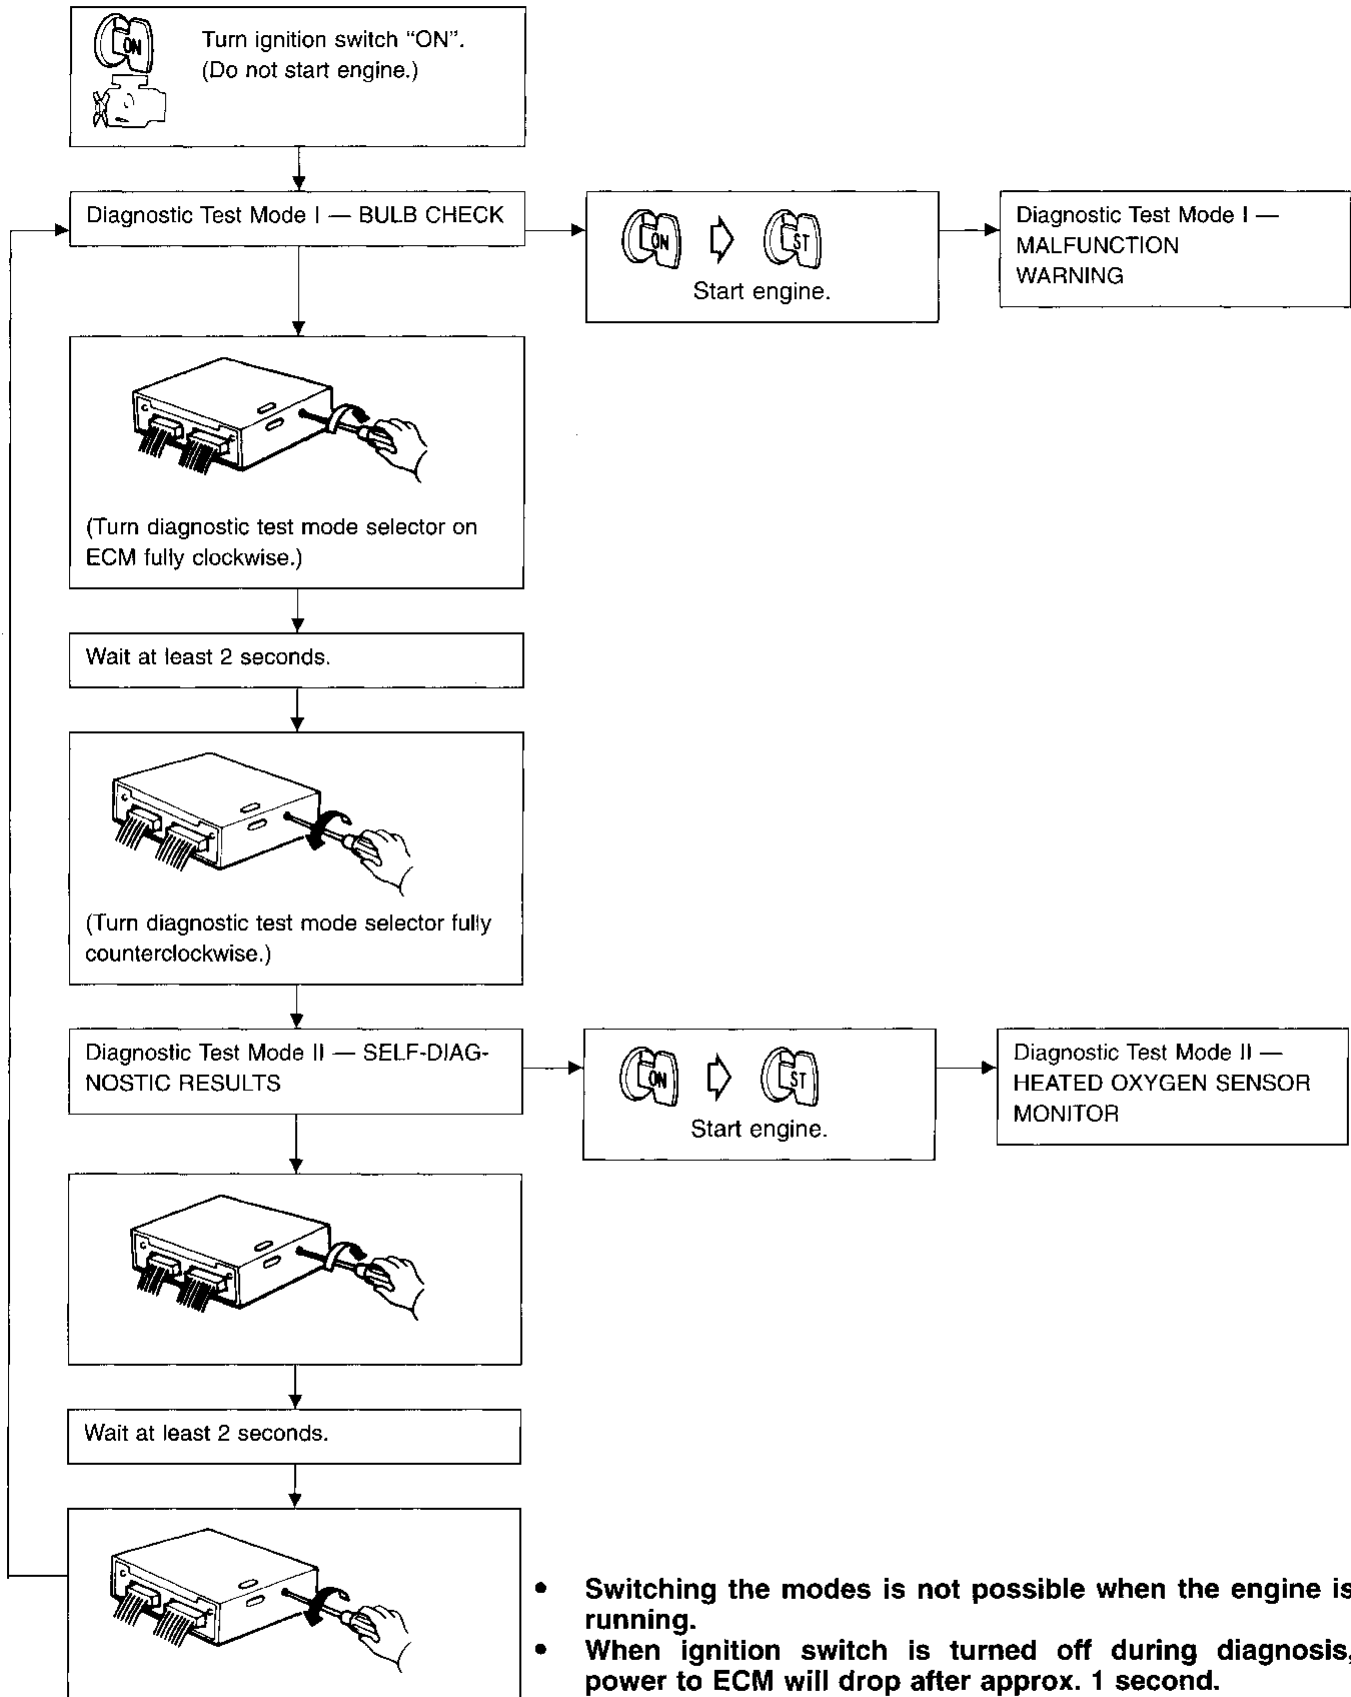 ON
Turn ignition switch “ON”.
(Do not start engine.)
Diagnostic Test Mode I — BULB CHECK
ON
ST
Start engine.
Diagnostic Test Mode I —
MALFUNCTION
WARNING
(Turn diagnostic test mode selector on
ECM fully clockwise.)
Wait at least 2 seconds.
(Turn diagnostic test mode selector fully
counterclockwise.)
Diagnostic Test Mode II — SELF-DIAG-
NOSTIC RESULTS
ON
ST
Start engine.
Diagnostic Test Mode II —
HEATED OXYGEN SENSOR
MONITOR
Wait at least 2 seconds.
• Switching the modes is not possible when the engine is
running.
• When ignition switch is turned off during diagnosis,
power to ECM will drop after approx. 1 second.